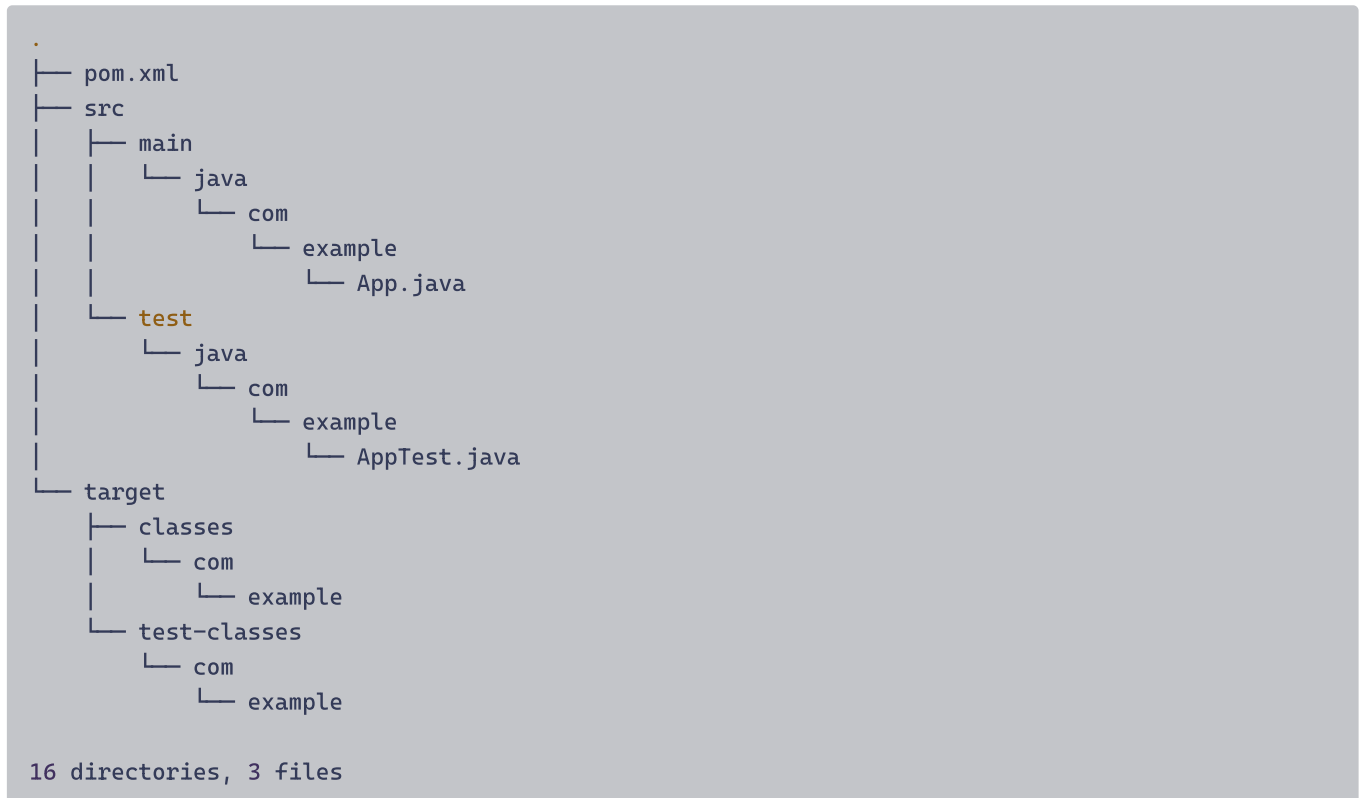 .
├── pom.xml
├── src
│   ├── main
│   │   └── java
│   │       └── com
│   │           └── example
│   │               └── App.java
│   └── test
│       └── java
│           └── com
│               └── example
│                   └── AppTest.java
└── target
    ├── classes
    │   └── com
    │       └── example
    └── test-classes
        └── com
            └── example

16 directories, 3 files